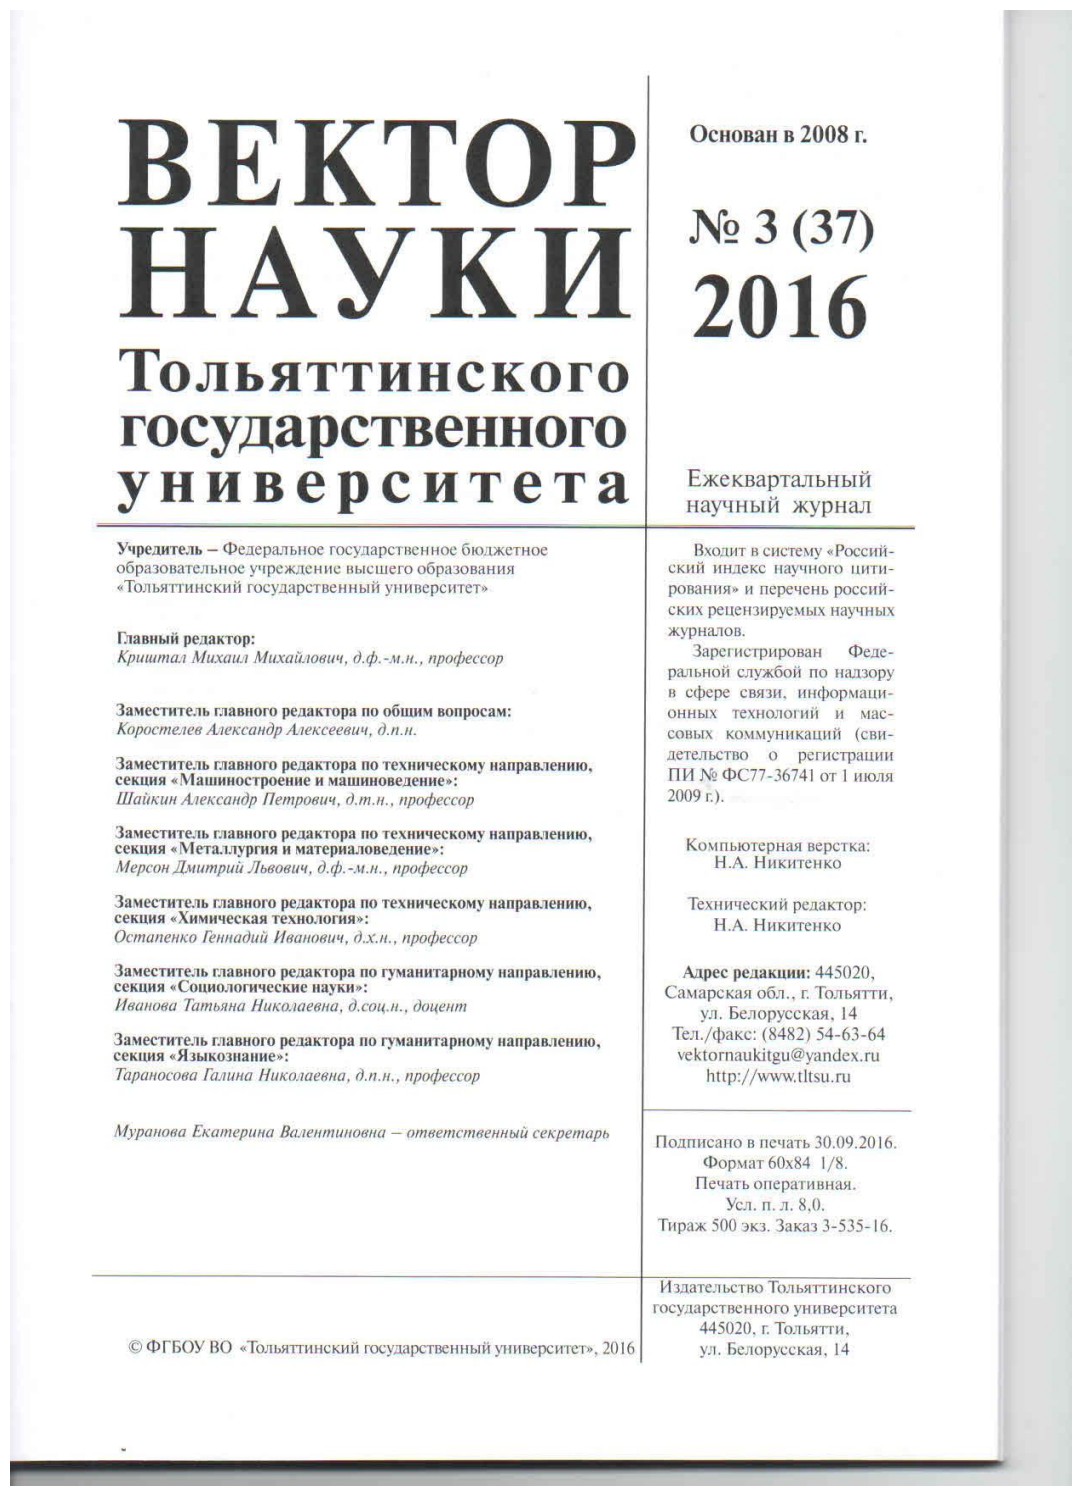 ВЕКТОР
НАУКИ
Тольяттинского
государственного
университета
Основан в 2008 г.
№ 3 (37)
2016
Ежеквартальный
научный журнал
Учредитель – Федеральное государственное бюджетное
образовательное учреждение высшего образования
«Тольяттинский государственный университет»
Главный редактор:
Криштал Михаил Михайлович, д.ф.-м.н., профессор
Заместитель главного редактора по общим вопросам:
Коростелев Александр Алексеевич, д.п.н.
Заместитель главного редактора по техническому направлению,
секция «Машиностроение и машиноведение»:
Шайкин Александр Петрович, д.т.н., профессор
Заместитель главного редактора по техническому направлению,
секция «Металлургия и материаловедение»:
Мерсон Дмитрий Львович, д.ф.-м.н., профессор
Заместитель главного редактора по техническому направлению,
секция «Химическая технология»:
Остапенко Геннадий Иванович, д.х.н., профессор
Заместитель главного редактора по гуманитарному направлению,
секция «Социологические науки»:
Иванова Татьяна Николаевна, д.соц.н., доцент
Заместитель главного редактора по гуманитарному направлению,
секция «Языкознание»:
Тараносова Галина Николаевна, д.п.н., профессор
Муранова Екатерина Валентиновна – ответственный секретарь
Входит в систему «Россий-
ский индекс научного цити-
рования» и перечень россий-
ских рецензируемых научных
журналов.
Зарегистрирован Феде-
ральной службой по надзору
в сфере связи, информаци-
онных технологий и мас-
совых коммуникаций (сви-
детельство о регистрации
ПИ № ФС77-36741 от 1 июля
2009 г.).
Компьютерная верстка:
Н.А. Никитенко
Технический редактор:
Н.А. Никитенко
Адрес редакции: 445020,
Самарская обл., г. Тольятти,
ул. Белорусская, 14
Тел./факс: (8482) 54-63-64
vektornaukitgu@yandex.ru
http://www.tltsu.ru
Подписано в печать 30.09.2016.
Формат 60х84 1/8.
Печать оперативная.
Усл. п. л. 8,0.
Тираж 500 экз. Заказ 3-535-16.
Издательство Тольяттинского
государственного университета
445020, г. Тольятти,
ул. Белорусская, 14
© ФГБОУ ВО «Тольяттинский государственный университет», 2016